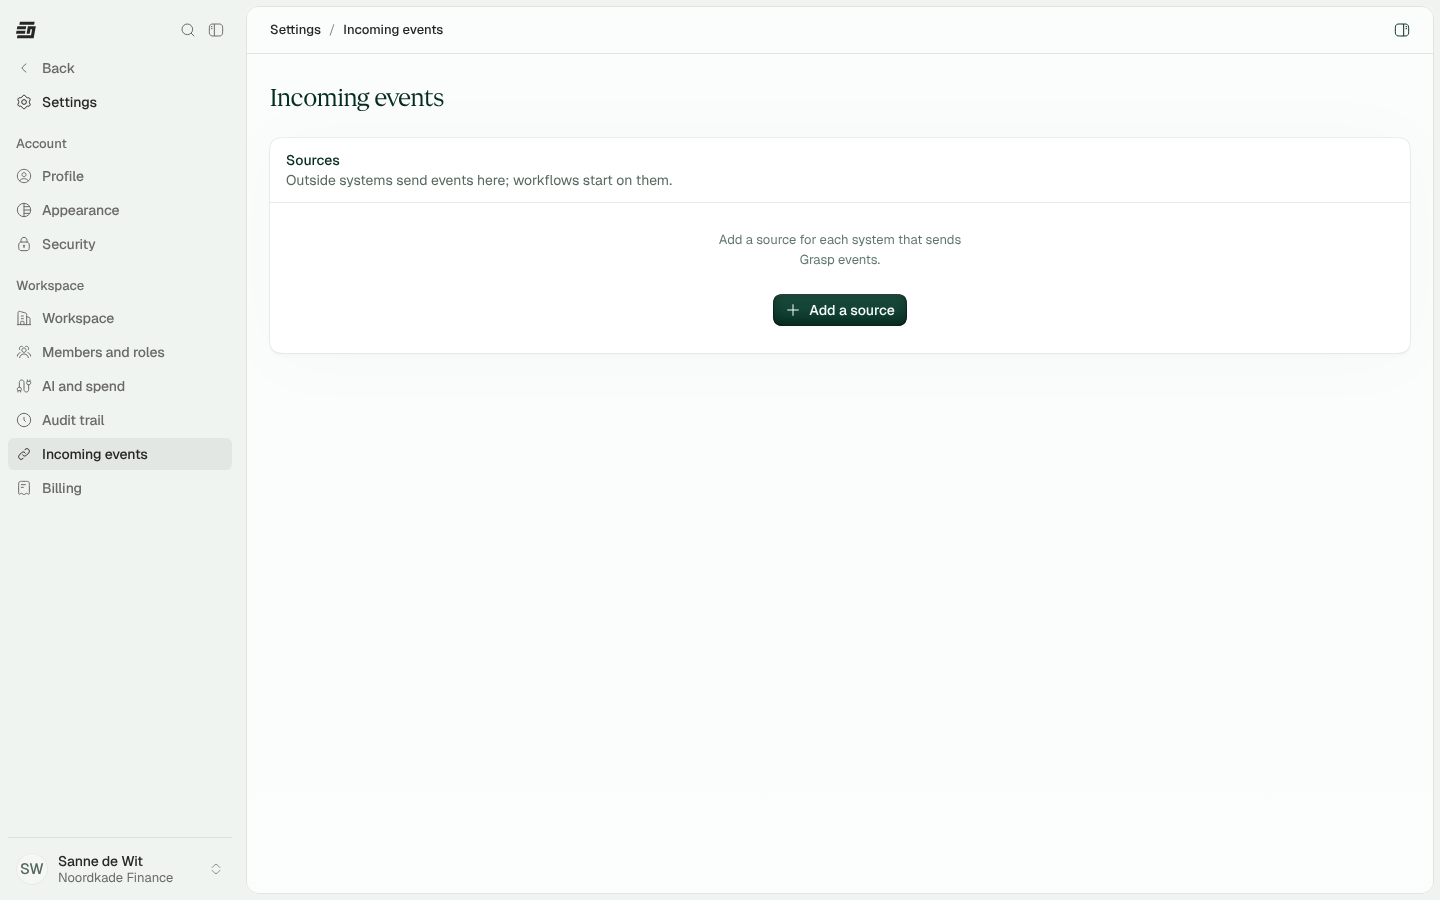 Back
Settings
Account
Profile
Appearance
Security
Workspace
Workspace
Members and roles
AI and spend
Audit trail
Incoming events
Billing
SW
Sanne de Wit
Noordkade Finance
Settings / Incoming events
Incoming events
Sources
Outside systems send events here; workflows start on them.
Add a source for each system that sends
Grasp events.
Add a source